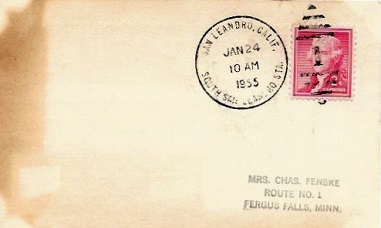 SAN LEANDRO, CALIF.
JAN 24
10 AM
1955
SOUTH SAN LEANDRO STA.
MRS. CHAS. FENSKE
ROUTE NO. 1
FERGUS FALLS, MINN.